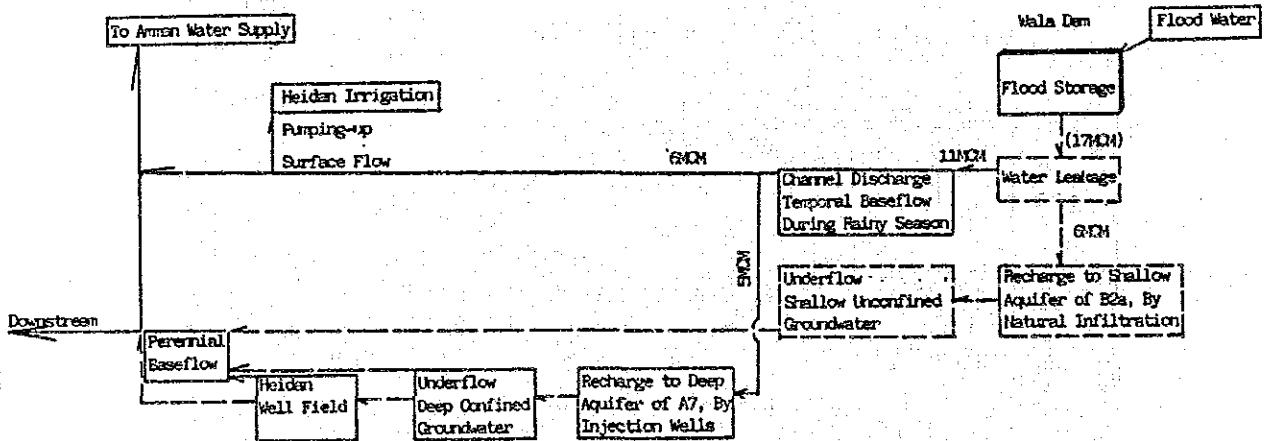 Wala Dam
Flood Water
To Amman Water Supply
Flood Storage
Heidan Irrigation
Pumping-up
Surface Flow
(17MCM)
6MCM
11MCM
Water Leakage
Channel Discharge
Temporal Baseflow
During Rainy Season
6MCM
5MCM
Underflow
Shallow Unconfined
Groundwater
Recharge to Shallow
Aquifer of B2a, By
Natural Infiltration
Downstream
Perennial
Baseflow
Heidan
Well Field
Underflow
Deep Confined
Groundwater
Recharge to Deep
Aquifer of A7, By
Injection Wells